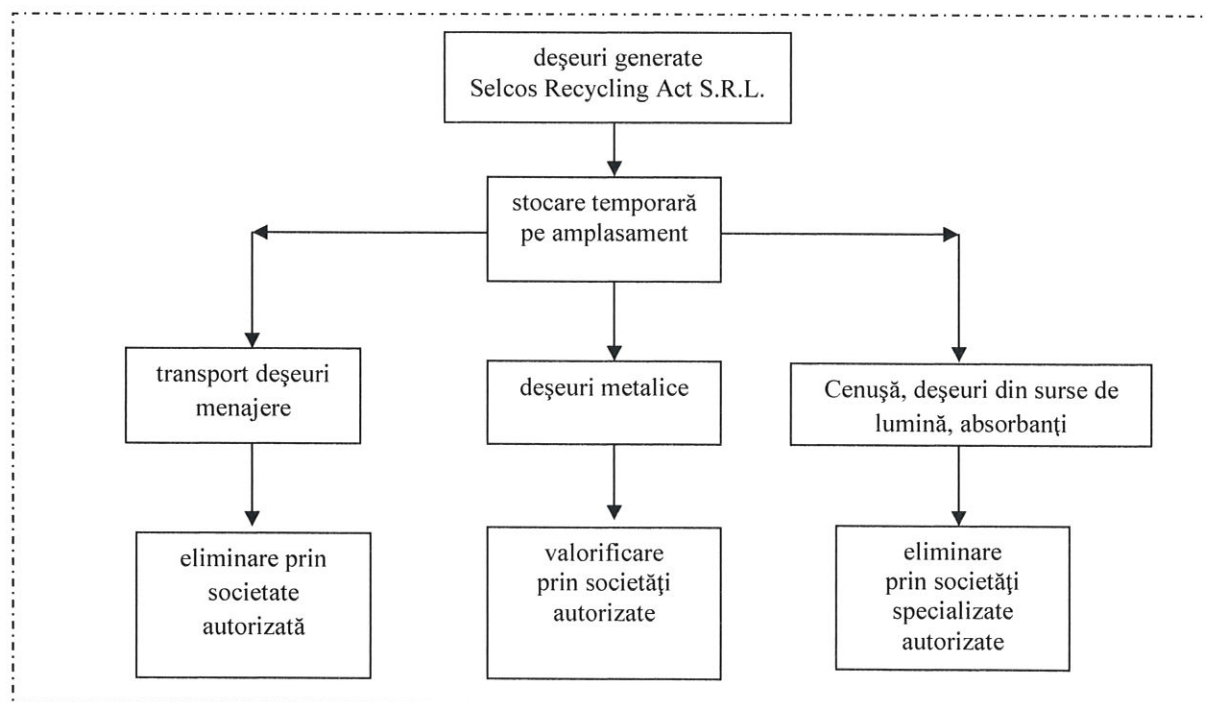 deşeuri generate
Selcos Recycling Act S.R.L.
stocare temporară
pe amplasament
transport deşeuri
menajere
deşeuri metalice
Cenuşă, deşeuri din surse de
lumină, absorbanţi
eliminare prin
societate
autorizată
valorificare
prin societăţi
autorizate
eliminare
prin societăţi
specializate
autorizate